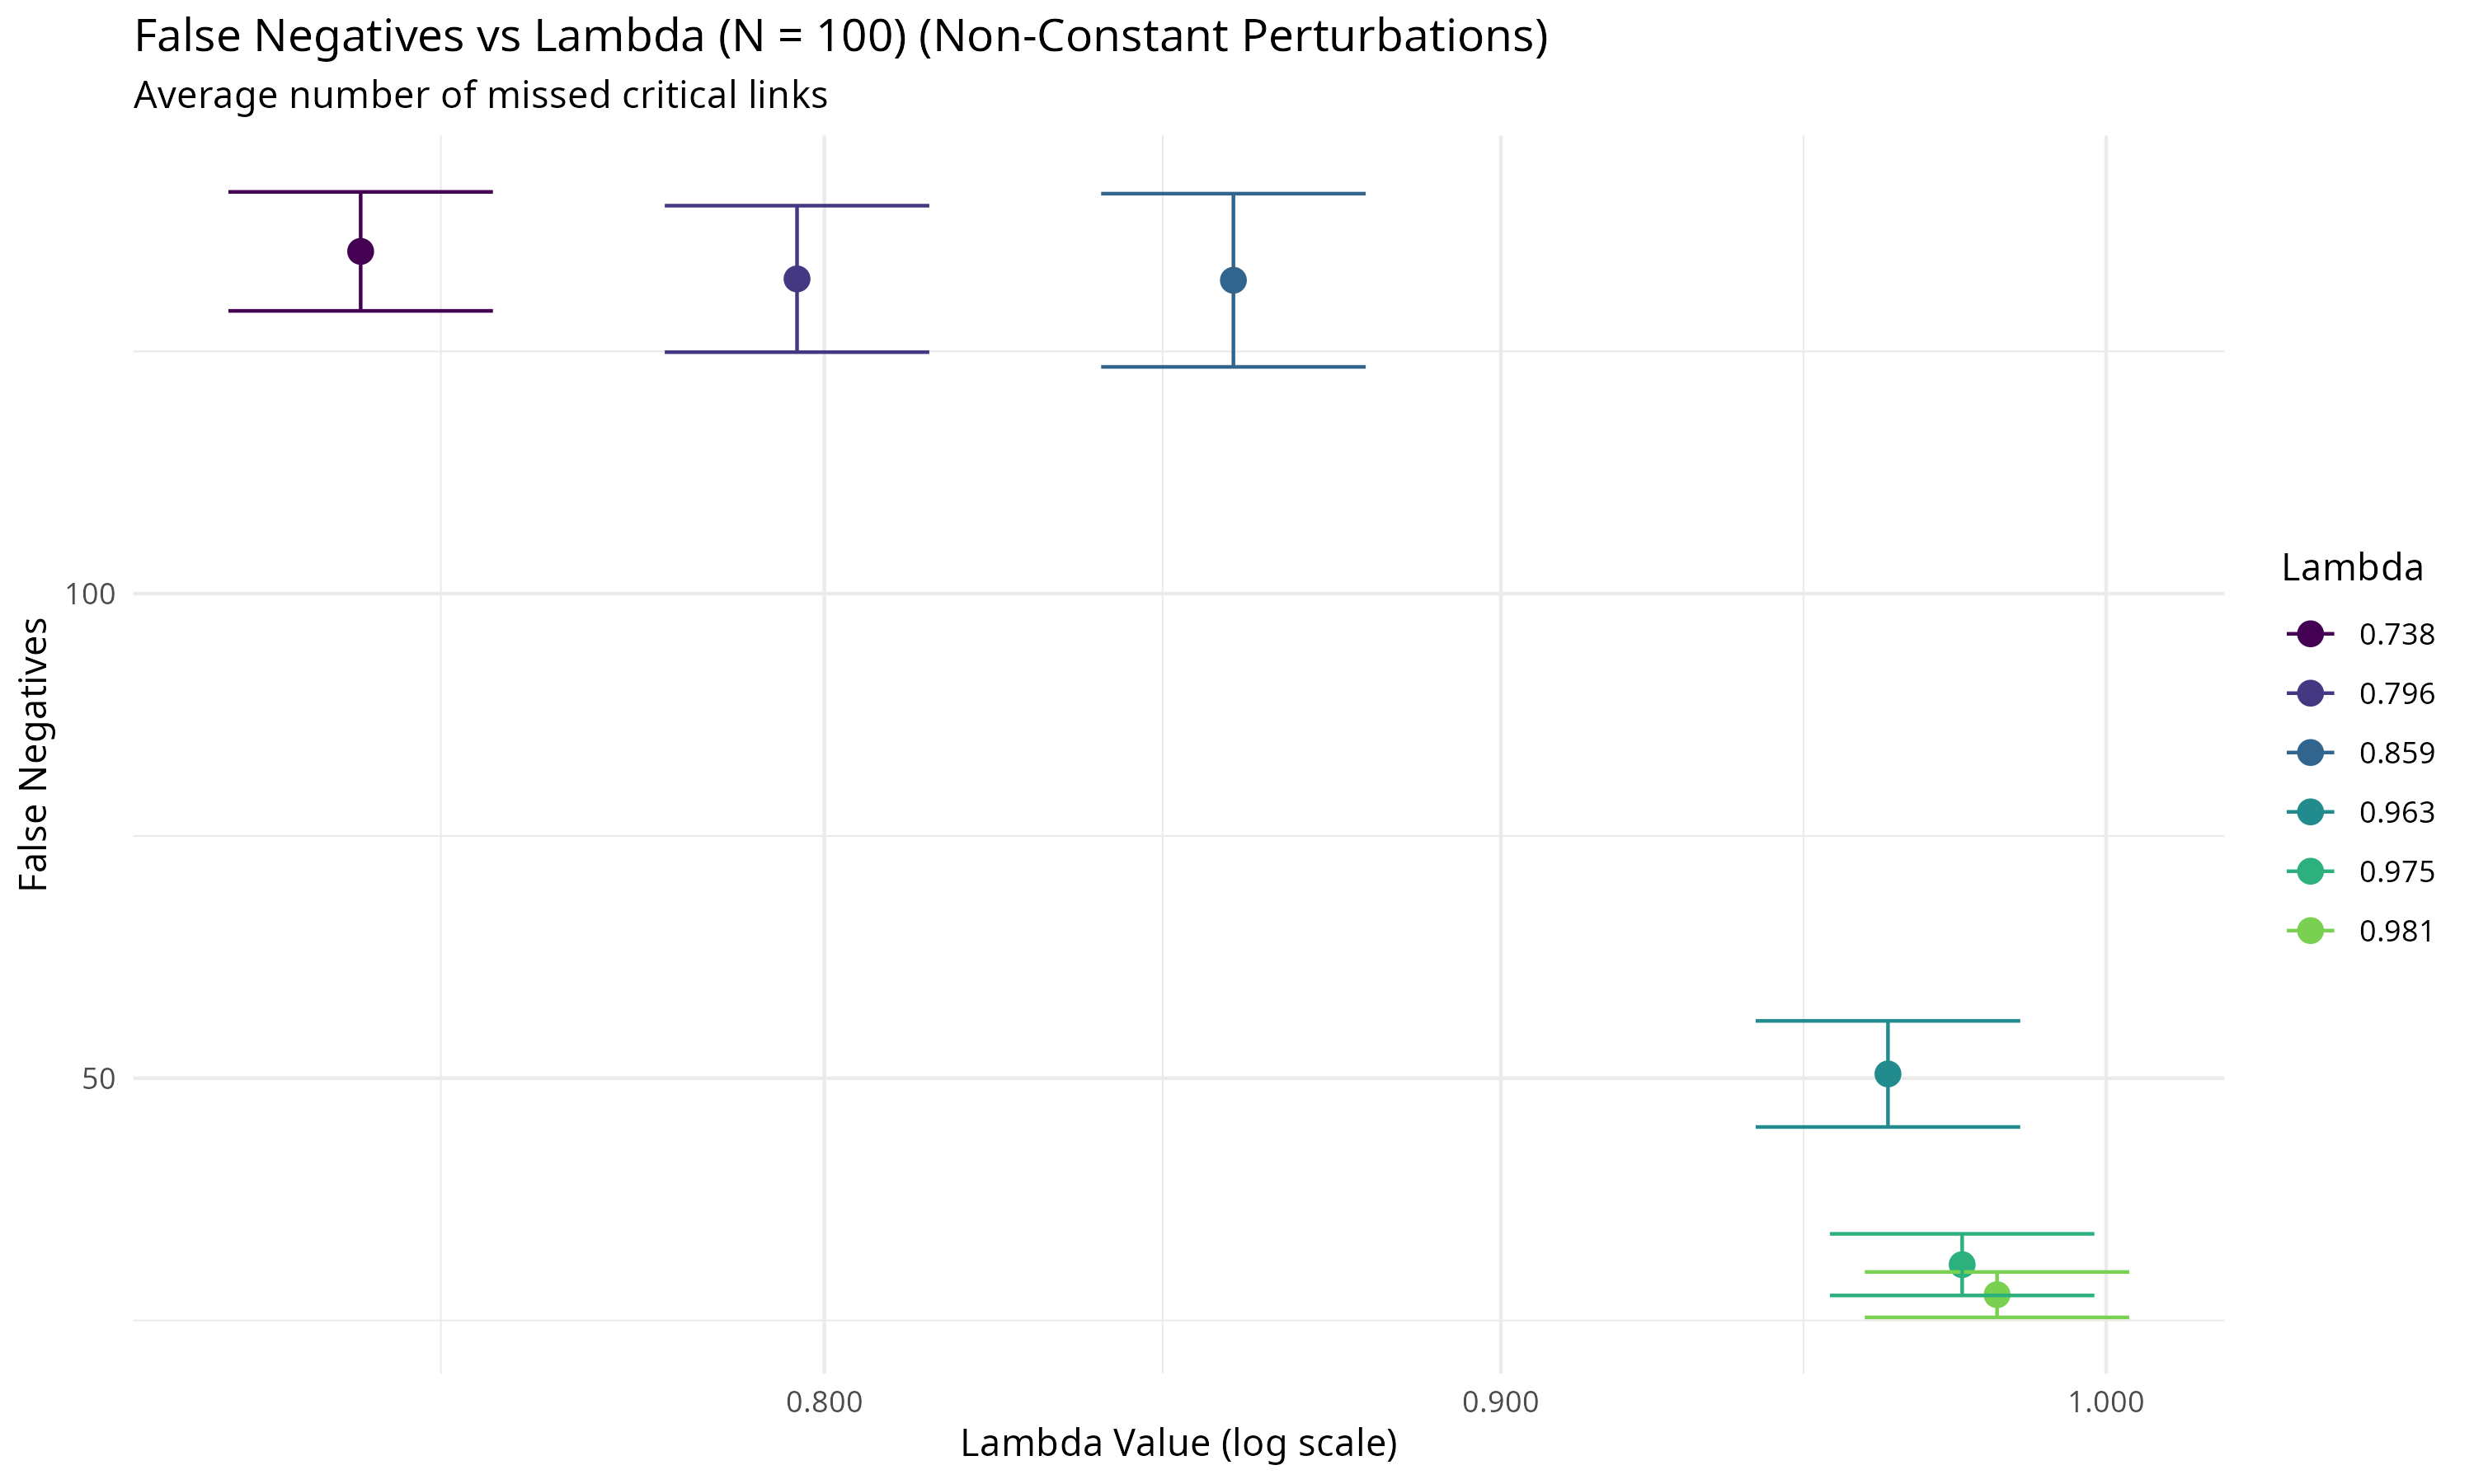 False Negatives vs Lambda (N = 100) (Non-Constant Perturbations)
Average number of missed critical links
False Negatives
100
50
0.800
0.900
1.000
Lambda Value (log scale)
Lambda
0.738
0.796
0.859
0.963
0.975
0.981